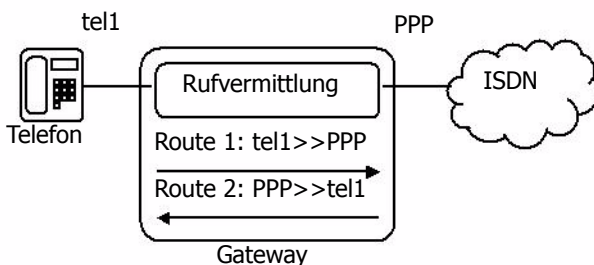 tel1
PPP
Rufvermittlung
ISDN
Telefon
Route 1: tel1>>PPP
Route 2: PPP>>tel1
Gateway